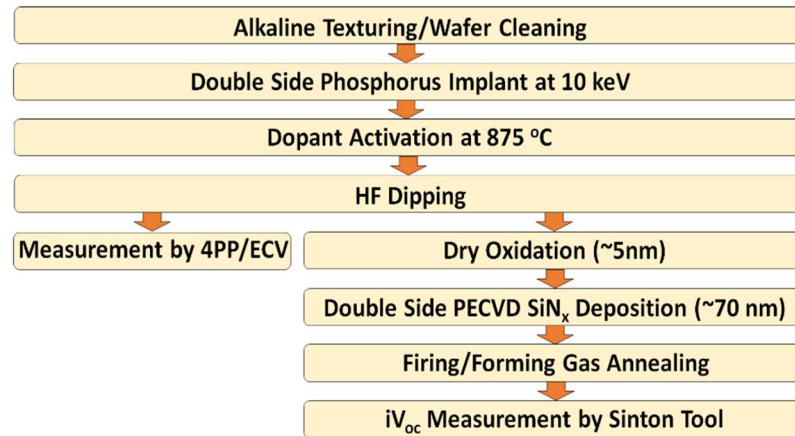 Alkaline Texturing/Wafer Cleaning
Double Side Phosphorus Implant at 10 keV
Dopant Activation at 875 °C
HF Dipping
Measurement by 4PP/ECV
Dry Oxidation (~5nm)
Double Side PECVD SiNₓ Deposition (~70 nm)
Firing/Forming Gas Annealing
iVoc Measurement by Sinton Tool